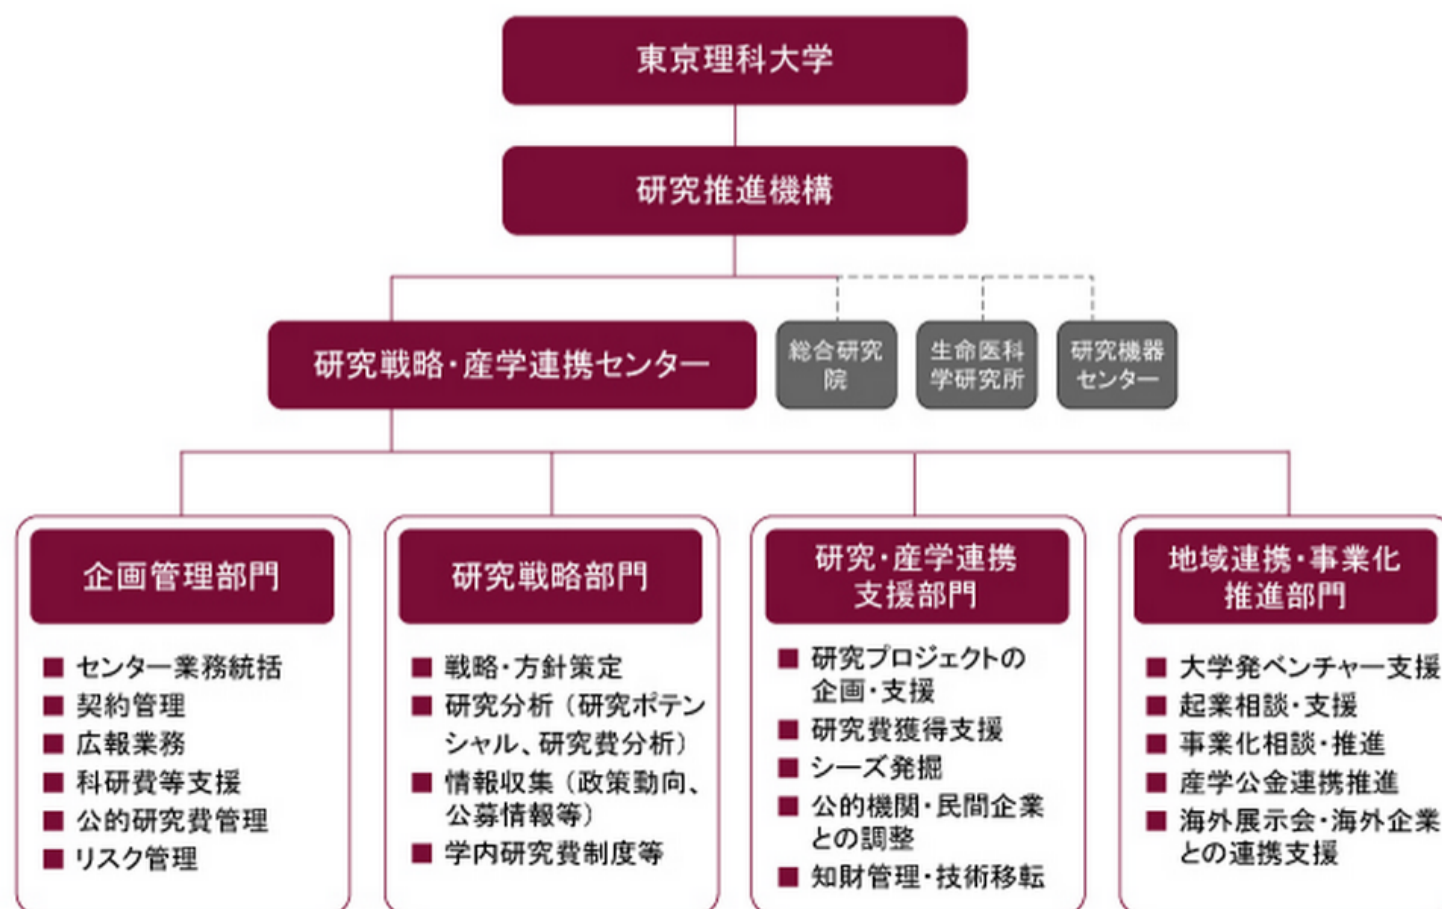 東京理科大学
研究推進機構
研究戦略・産学連携センター
総合研究
院
生命医科
学研究所
研究機器
センター
企画管理部門
■ センター業務統括
■ 契約管理
■ 広報業務
■ 科研費等支援
■ 公的研究費管理
■ リスク管理
研究戦略部門
■ 戦略・方針策定
■ 研究分析（研究ポテン
シャル、研究費分析）
■ 情報収集（政策動向、
公募情報等）
■ 学内研究費制度等
研究・産学連携
支援部門
■ 研究プロジェクトの
企画・支援
■ 研究費獲得支援
■ シーズ発掘
■ 公的機関・民間企業
との調整
■ 知財管理・技術移転
地域連携・事業化
推進部門
■ 大学発ベンチャー支援
■ 起業相談・支援
■ 事業化相談・推進
■ 産学公金連携推進
■ 海外展示会・海外企業
との連携支援